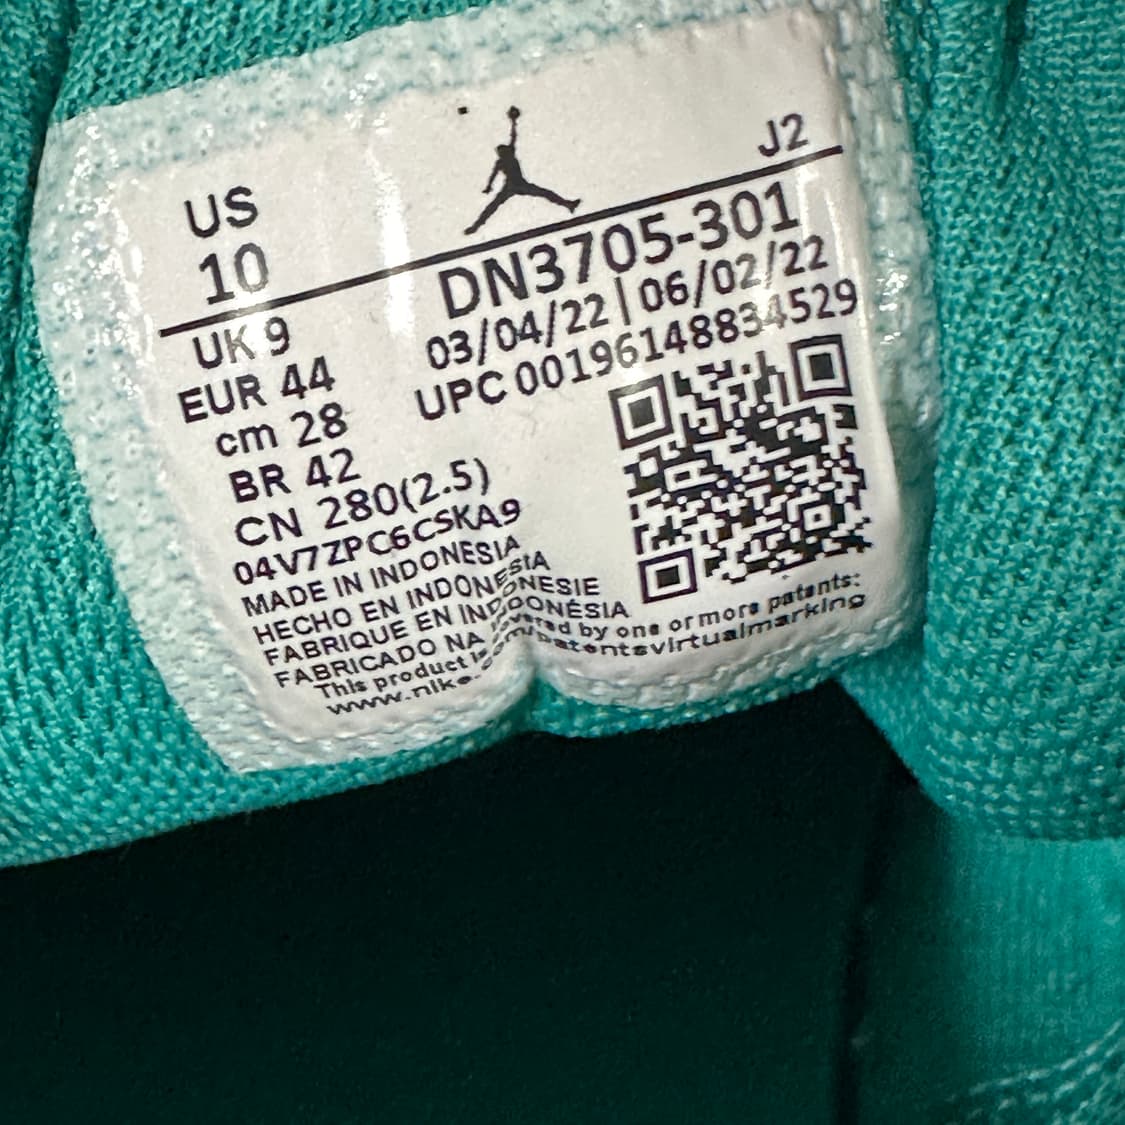 US
10
J2
UK 9
EUR 44
cm 28
BR 42
CN 280(2.5)
04V7ZPC6CSKA9
DN3705-301
03/04/22 | 06/02/22
UPC 00196148834529
MADE IN INDONESIA
HECHO EN INDONESIA
FABRIQUE EN INDONESIE
FABRICADO NA INDONÉSIA
This product is by one or more patents:
www.nike. /patentsvirtualmarking